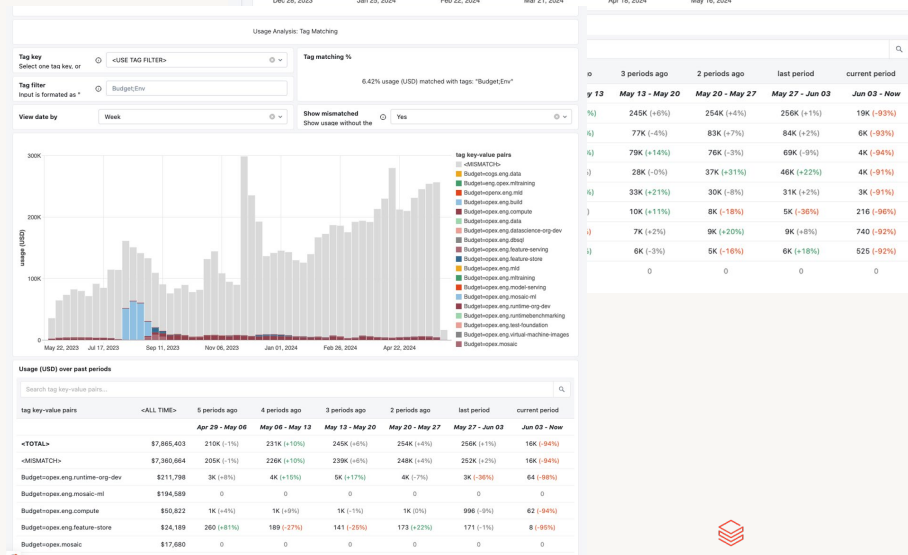 Dec 28, 2023 Jan 25, 2024 Feb 22, 2024 Mar 21, 2024
Apr 18, 2024 May 16, 2024
Usage Analysis: Tag Matching
Tag key
Select one tag key, or
<USE TAG FILTER>
Tag matching %
6.42% usage (USD) matched with tags: "Budget;Env"
Tag filter
Input is formated as "
Budget;Env
View date by
Week
Show mismatched
Show usage without the
Yes
usage (USD)
300K
200K
100K
0
May 22, 2023 Jul 17, 2023 Sep 11, 2023 Nov 06, 2023 Jan 01, 2024 Feb 26, 2024 Apr 22, 2024
tag key-value pairs
<MISMATCH>
Budget=cogs.eng.data
Budget=eng.opex.mltraining
Budget=openx.eng.mld
Budget=opex.eng.build
Budget=opex.eng.compute
Budget=opex.eng.data
Budget=opex.eng.datascience-org-dev
Budget=opex.eng.dbsql
Budget=opex.eng.feature-serving
Budget=opex.eng.feature-store
Budget=opex.eng.mld
Budget=opex.eng.mltraining
Budget=opex.eng.model-serving
Budget=opex.eng.mosaic-ml
Budget=opex.eng.runtime-org-dev
Budget=opex.eng.runtimebenchmarking
Budget=opex.eng.test-foundation
Budget=opex.eng.virtual-machine-images
Budget=opex.mosaic
Usage (USD) over past periods
Search tag key-value pairs...
tag key-value pairs <ALL TIME> 5 periods ago 4 periods ago 3 periods ago 2 periods ago last period current period
Apr 29 - May 06 May 06 - May 13 May 13 - May 20 May 20 - May 27 May 27 - Jun 03 Jun 03 - Now
<TOTAL> $7,865,403 210K (-1%) 231K (+10%) 245K (+6%) 254K (+4%) 256K (+1%) 16K (-94%)
<MISMATCH> $7,360,664 205K (-1%) 226K (+10%) 239K (+6%) 248K (+4%) 252K (+2%) 16K (-94%)
Budget=opex.eng.runtime-org-dev $211,798 3K (+8%) 4K (+15%) 5K (+17%) 4K (-7%) 3K (-36%) 64 (-98%)
Budget=opex.eng.mosaic-ml $194,589 0 0 0 0 0 0
Budget=opex.eng.compute $50,822 1K (+4%) 1K (+9%) 1K (-1%) 1K (0%) 996 (-9%) 62 (-94%)
Budget=opex.eng.feature-store $24,189 260 (+81%) 189 (-27%) 141 (-25%) 173 (+22%) 171 (-1%) 8 (-95%)
Budget=opex.mosaic $17,680 0 0 0 0 0 0
3 periods ago 2 periods ago last period current period
y 13 May 13 - May 20 May 20 - May 27 May 27 - Jun 03 Jun 03 - Now
245K (+6%) 254K (+4%) 256K (+1%) 19K (-93%)
77K (-4%) 83K (+7%) 84K (+2%) 6K (-93%)
79K (+14%) 76K (-3%) 69K (-9%) 4K (-94%)
28K (-0%) 37K (+31%) 46K (+22%) 4K (-91%)
33K (+21%) 30K (-8%) 31K (+2%) 3K (-91%)
10K (+11%) 8K (-18%) 5K (-36%) 216 (-96%)
7K (+2%) 9K (+20%) 9K (+8%) 740 (-92%)
6K (-3%) 5K (-16%) 6K (+18%) 525 (-92%)
0 0 0 0